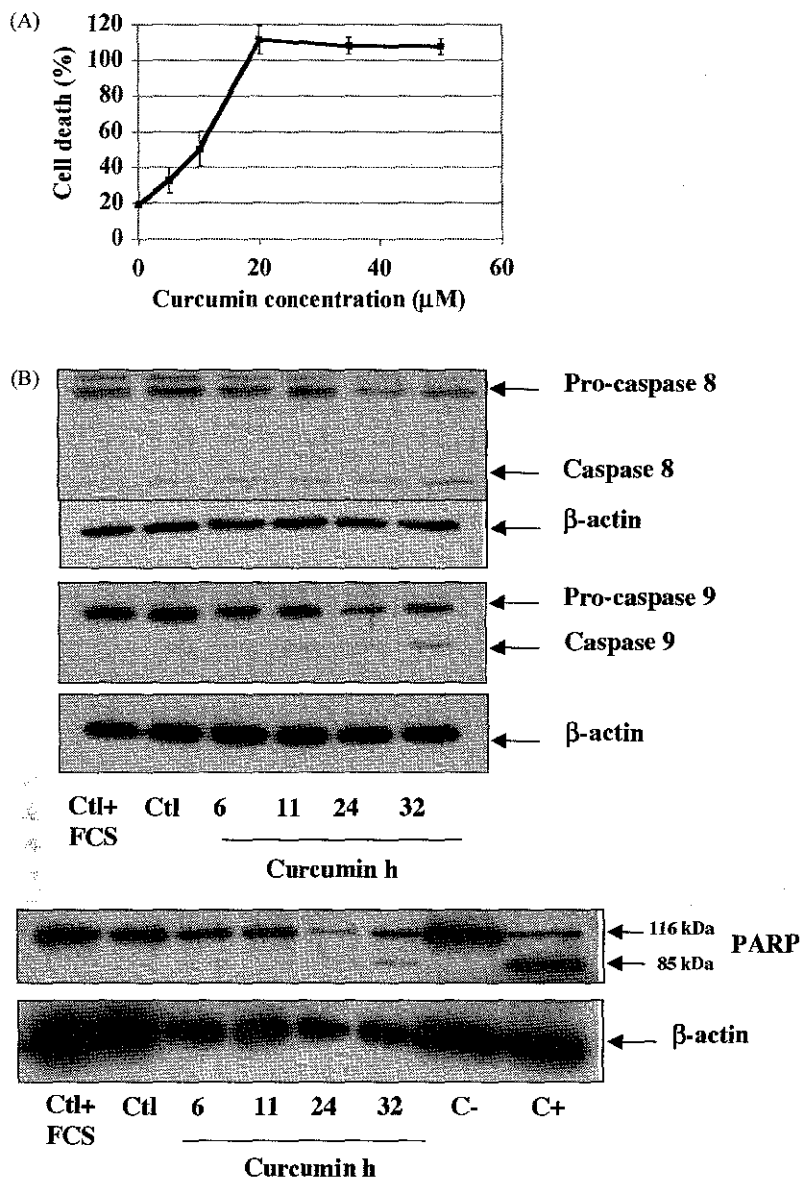 (A)
120
100
80
60
40
20
0
Cell death (%)
0 20 40 60
Curcumin concentration (µM)
(B)
Pro-caspase 8
Caspase 8
β-actin
Pro-caspase 9
Caspase 9
β-actin
Ctl+ Ctl 6 11 24 32
FCS
Curcumin h
116 kDa
PARP
85 kDa
β-actin
Ctl+ Ctl 6 11 24 32 C- C+
FCS
Curcumin h